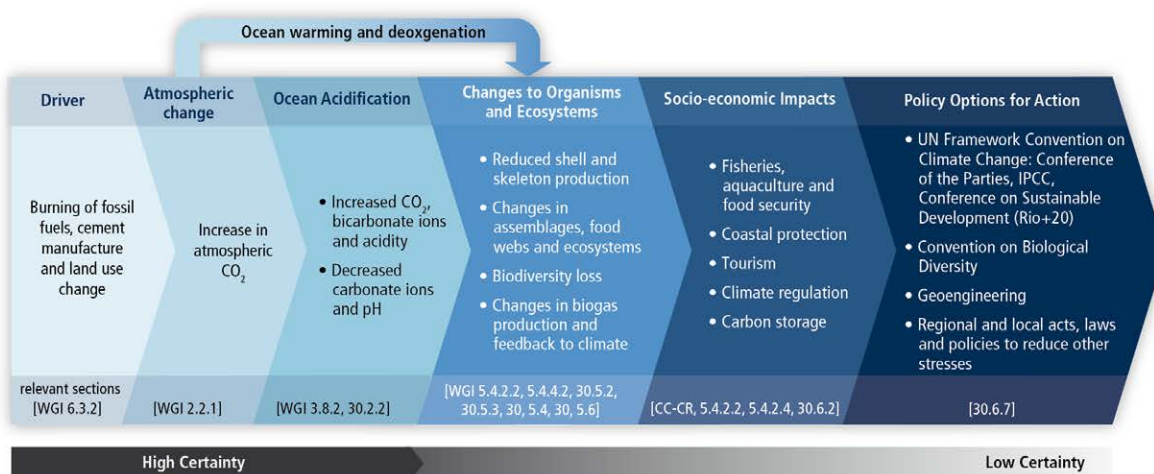 Ocean warming and deoxgenation
Driver
Atmospheric
change
Ocean Acidification
Changes to Organisms
and Ecosystems
Socio-economic Impacts
Policy Options for Action
Burning of fossil
fuels, cement
manufacture
and land use
change
Increase in
atmospheric
CO₂
• Increased CO₂,
bicarbonate ions
and acidity
• Decreased
carbonate ions
and pH
• Reduced shell and
skeleton production
• Changes in
assemblages, food
webs and ecosystems
• Biodiversity loss
• Changes in biogas
production and
feedback to climate
• Fisheries,
aquaculture and
food security
• Coastal protection
• Tourism
• Climate regulation
• Carbon storage
• UN Framework Convention on
Climate Change: Conference
of the Parties, IPCC,
Conference on Sustainable
Development (Rio+20)
• Convention on Biological
Diversity
• Geoengineering
• Regional and local acts, laws
and policies to reduce other
stresses
relevant sections
[WGI 6.3.2]
[WGI 2.2.1]
[WGI 3.8.2, 30.2.2]
[WGI 5.4.2.2, 5.4.4.2, 30.5.2,
30.5.3, 30, 5.4, 30, 5.6]
[CC-CR, 5.4.2.2, 5.4.2.4, 30.6.2]
[30.6.7]
High Certainty
Low Certainty